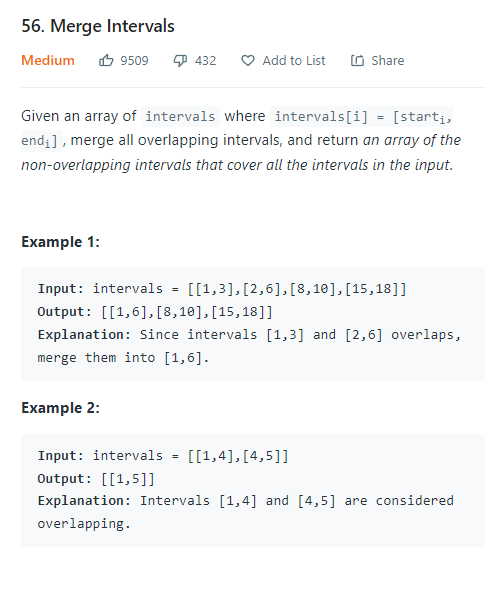 56. Merge Intervals
Medium 9509 432 Add to List Share
Given an array of intervals where intervals[i] = [starti,
endi] , merge all overlapping intervals, and return an array of the
non-overlapping intervals that cover all the intervals in the input.
Example 1:
Input: intervals = [[1,3],[2,6],[8,10],[15,18]]
Output: [[1,6],[8,10],[15,18]]
Explanation: Since intervals [1,3] and [2,6] overlaps,
merge them into [1,6].
Example 2:
Input: intervals = [[1,4],[4,5]]
Output: [[1,5]]
Explanation: Intervals [1,4] and [4,5] are considered
overlapping.